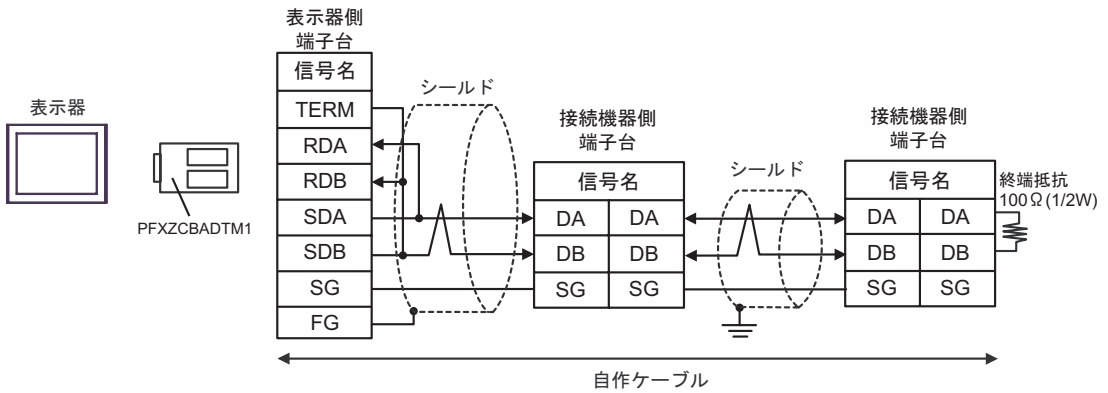 表示器
PFXZCBADTM1
表示器側
端子台
信号名
TERM
RDA
RDB
SDA
SDB
SG
FG
シールド
接続機器側
端子台
信号名
DA DA
DB DB
SG SG
シールド
接続機器側
端子台
信号名
DA DA
DB DB
SG SG
終端抵抗
100Ω(1/2W)
自作ケーブル